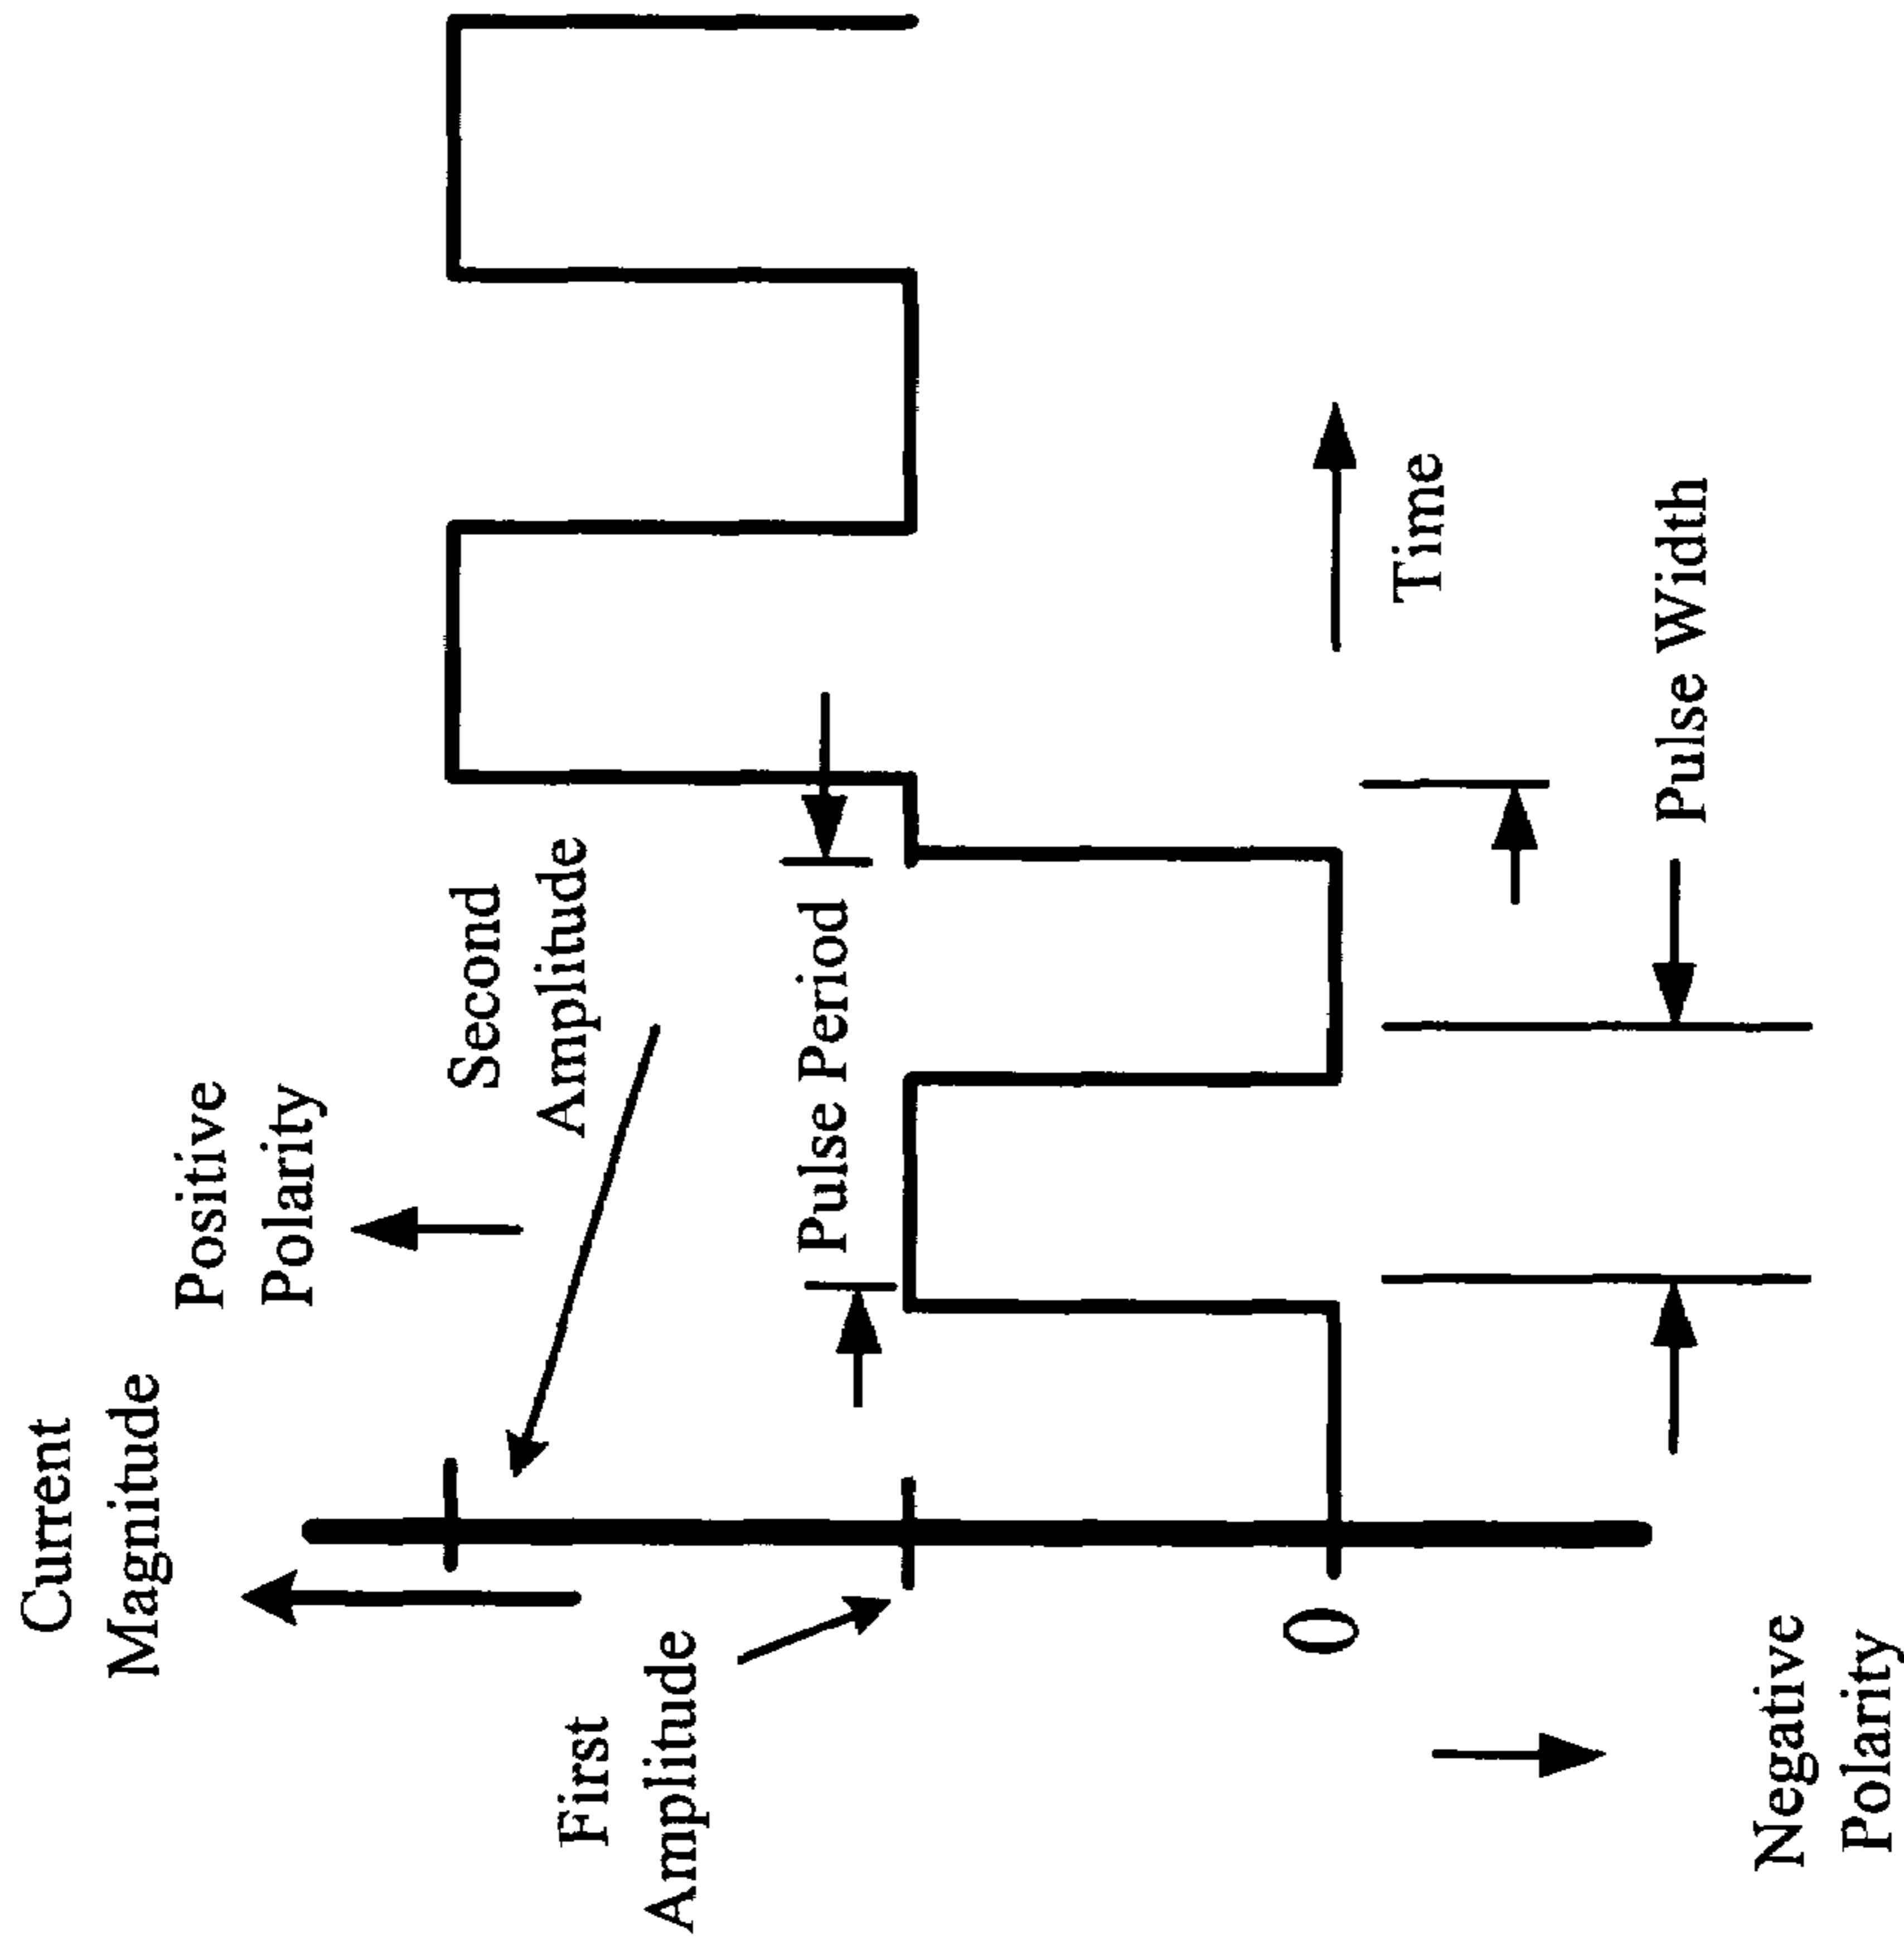 Current
Magnitude
Positive
Polarity
Second
Amplitude
First
Amplitude
Pulse Period
0
Time
Pulse Width
Negative
Polarity